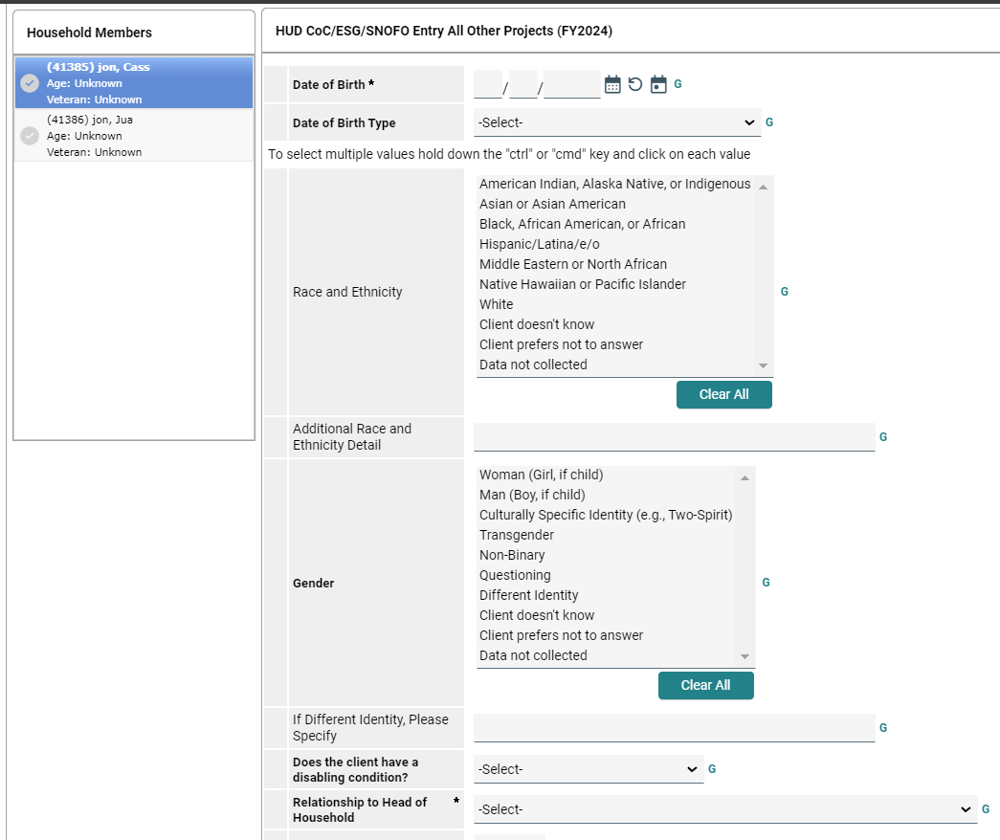 Household Members
(41385) jon, Cass
Age: Unknown
Veteran: Unknown
(41386) jon, Jua
Age: Unknown
Veteran: Unknown
HUD CoC/ESG/SNOFO Entry All Other Projects (FY2024)
Date of Birth *
/ /
G
Date of Birth Type
-Select-
G
To select multiple values hold down the "ctrl" or "cmd" key and click on each value
Race and Ethnicity
American Indian, Alaska Native, or Indigenous
Asian or Asian American
Black, African American, or African
Hispanic/Latina/e/o
Middle Eastern or North African
Native Hawaiian or Pacific Islander
White
Client doesn't know
Client prefers not to answer
Data not collected
G
Clear All
Additional Race and
Ethnicity Detail
G
Gender
Woman (Girl, if child)
Man (Boy, if child)
Culturally Specific Identity (e.g., Two-Spirit)
Transgender
Non-Binary
Questioning
Different Identity
Client doesn't know
Client prefers not to answer
Data not collected
G
Clear All
If Different Identity, Please
Specify
G
Does the client have a
disabling condition?
-Select-
G
Relationship to Head of *
Household
-Select-
G